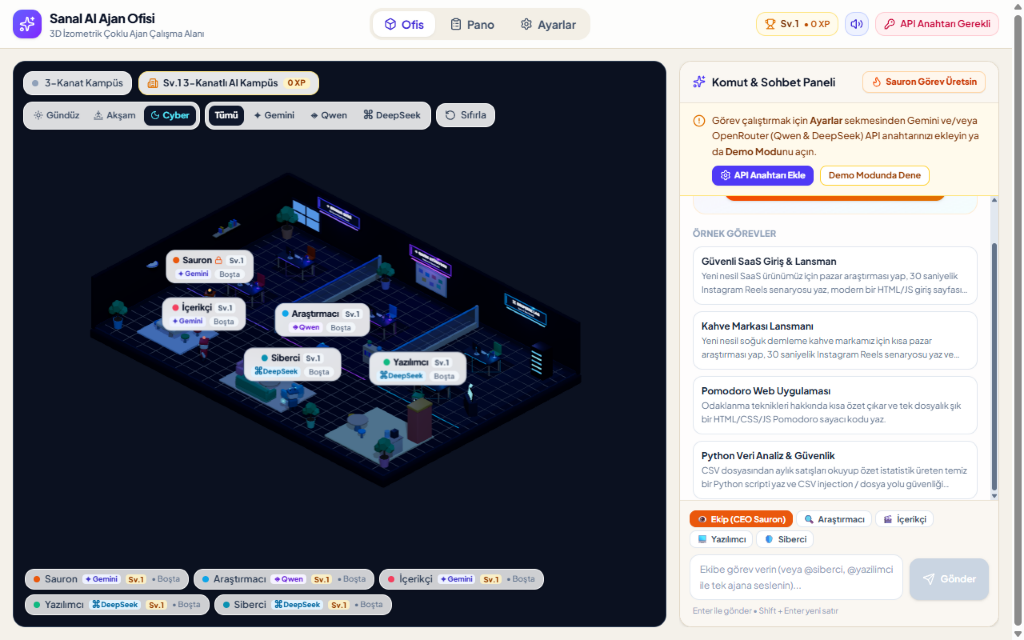 Sanal AI Ajan Ofisi
3D İzometrik Çoklu Ajan Çalışma Alanı
Ofis
Pano
Ayarlar
Sv.1 • 0 XP
API Anahtarı Gerekli
3-Kanat Kampüs
Sv.1 3-Kanatlı AI Kampüs 0 XP
Gündüz
Akşam
Cyber
Tümü
Gemini
Qwen
DeepSeek
Sıfırla
Sauron Sv.1
Gemini Boşta
İçerikçi Sv.1
Gemini Boşta
Araştırmacı Sv.1
Qwen Boşta
Siberci Sv.1
DeepSeek Boşta
Yazılımcı Sv.1
DeepSeek Boşta
Sauron Gemini Sv.1 • Boşta
Araştırmacı Qwen Sv.1 • Boşta
İçerikçi Gemini Sv.1 • Boşta
Yazılımcı DeepSeek Sv.1 • Boşta
Siberci DeepSeek Sv.1 • Boşta
Komut & Sohbet Paneli
Sauron Görev Üretsin
Görev çalıştırmak için Ayarlar sekmesinden Gemini ve/veya
OpenRouter (Qwen & DeepSeek) API anahtarınızı ekleyin ya
da Demo Modunu açın.
API Anahtarı Ekle
Demo Modunda Dene
ÖRNEK GÖREVLER
Güvenli SaaS Giriş & Lansman
Yeni nesil SaaS ürünümüz için pazar araştırması yap, 30 saniyelik
Instagram Reels senaryosu yaz, modern bir HTML/JS giriş sayfası...
Kahve Markası Lansmanı
Yeni nesil soğuk demleme kahve markamız için kısa pazar
araştırması yap, 30 saniyelik Instagram Reels senaryosu yaz ve...
Pomodoro Web Uygulaması
Odaklanma teknikleri hakkında kısa özet çıkar ve tek dosyalık şık
bir HTML/CSS/JS Pomodoro sayacı kodu yaz.
Python Veri Analiz & Güvenlik
CSV dosyasından aylık satışları okuyup özet istatistik üreten temiz
bir Python scripti yaz ve CSV injection / dosya yolu güvenliği...
Ekip (CEO Sauron)
Araştırmacı
İçerikçi
Yazılımcı
Siberci
Ekibe görev verin (veya @siberci, @yazilimci
ile tek ajana seslenin)...
Gönder
Enter ile gönder • Shift + Enter yeni satır